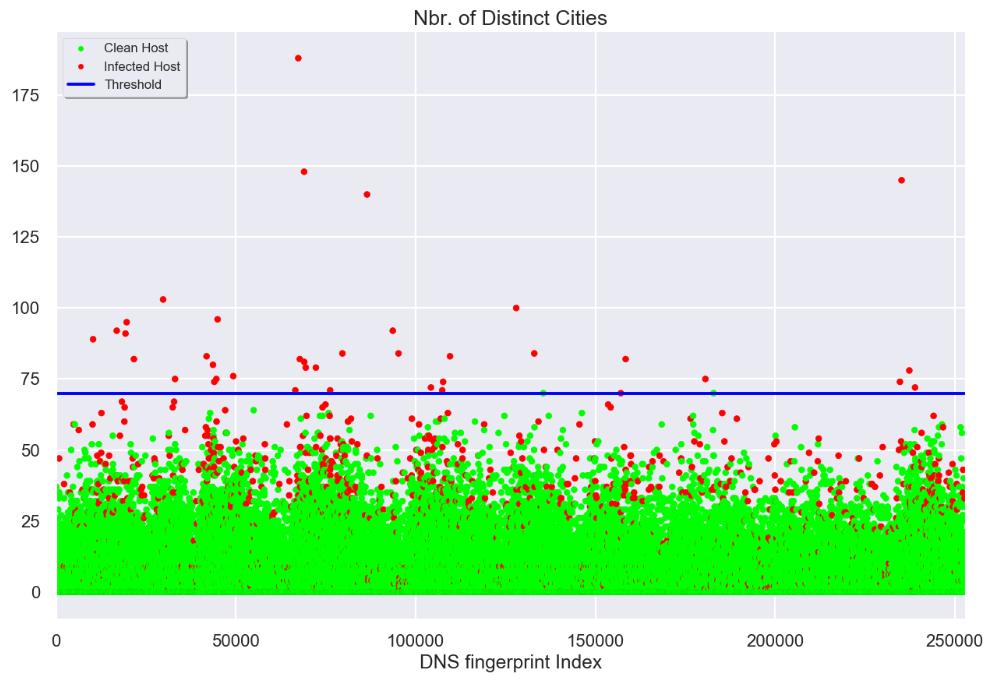 Nbr. of Distinct Cities
Clean Host
Infected Host
Threshold
175
150
125
100
75
50
25
0
0 50000 100000 150000 200000 250000
DNS fingerprint Index